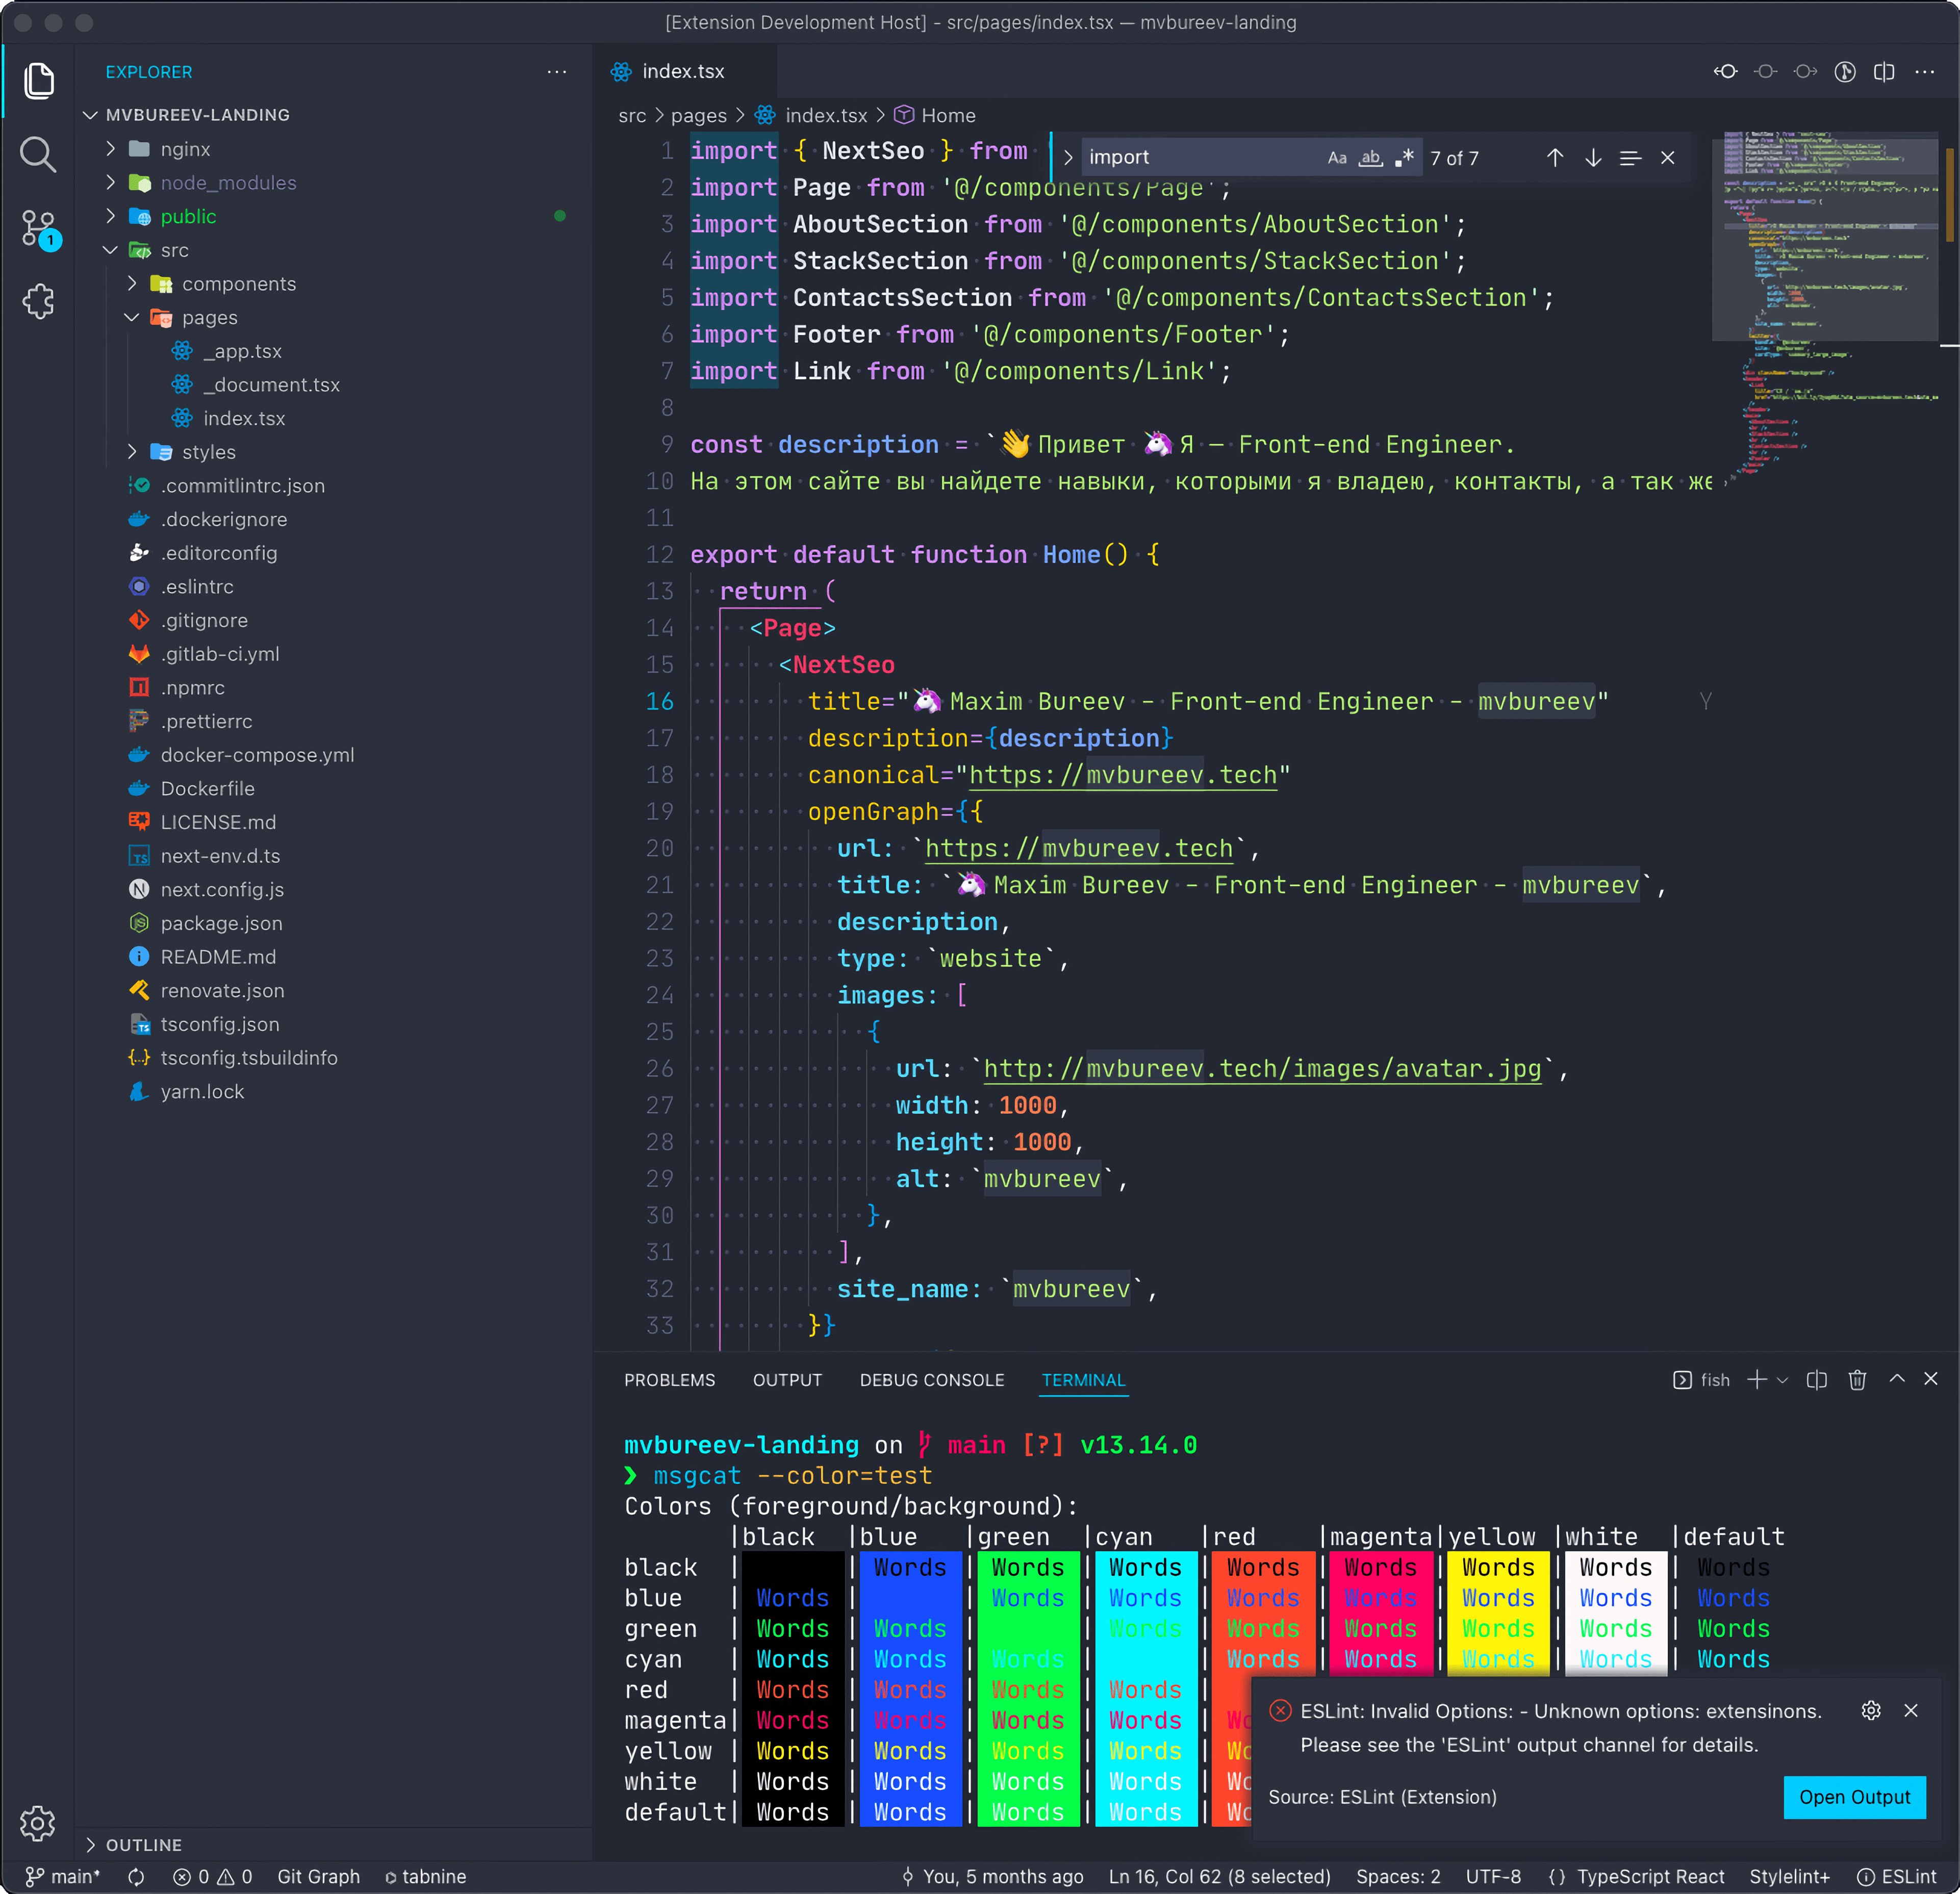 [Extension Development Host] - src/pages/index.tsx — mvbureev-landing
EXPLORER
MVBUREEV-LANDING
nginx
node_modules
public
src
components
pages
_app.tsx
_document.tsx
index.tsx
styles
.commitlintrc.json
.dockerignore
.editorconfig
.eslintrc
.gitignore
.gitlab-ci.yml
.npmrc
.prettierrc
docker-compose.yml
Dockerfile
LICENSE.md
next-env.d.ts
next.config.js
package.json
README.md
renovate.json
tsconfig.json
tsconfig.tsbuildinfo
yarn.lock
OUTLINE
1
index.tsx
src > pages > index.tsx > Home
import Aa ab .* 7 of 7
1 import { NextSeo } from '
2 import Page from '@/components/Page';
3 import AboutSection from '@/components/AboutSection';
4 import StackSection from '@/components/StackSection';
5 import ContactsSection from '@/components/ContactsSection';
6 import Footer from '@/components/Footer';
7 import Link from '@/components/Link';
8
9 const description = `👋 Привет 🦄 Я — Front-end Engineer.
10 На этом сайте вы найдете навыки, которыми я владею, контакты, а так же
11
12 export default function Home() {
13 return (
14 <Page>
15 <NextSeo
16 title="🦄 Maxim Bureev - Front-end Engineer - mvbureev" Y
17 description={description}
18 canonical="https://mvbureev.tech"
19 openGraph={{
20 url: `https://mvbureev.tech`,
21 title: `🦄 Maxim Bureev - Front-end Engineer - mvbureev`,
22 description,
23 type: `website`,
24 images: [
25 {
26 url: `http://mvbureev.tech/images/avatar.jpg`,
27 width: 1000,
28 height: 1000,
29 alt: `mvbureev`,
30 },
31 ],
32 site_name: `mvbureev`,
33 }}
PROBLEMS OUTPUT DEBUG CONSOLE TERMINAL fish
mvbureev-landing on main [?] v13.14.0
❯ msgcat --color=test
Colors (foreground/background):
|black |blue |green |cyan |red |magenta|yellow |white |default
black | | Words | Words | Words | Words | Words | Words | Words | Words
blue | Words | | Words | Words | Words | Words | Words | Words | Words
green | Words | Words | | Words | Words | Words | Words | Words | Words
cyan | Words | Words | Words | | Words | Words | Words | Words | Words
red | Words | Words | Words | Words |
magenta| Words | Words | Words | Words | Wo
yellow | Words | Words | Words | Words | Wo
white | Words | Words | Words | Words | Wo
default| Words | Words | Words | Words | Wo
ESLint: Invalid Options: - Unknown options: extensinons.
Please see the 'ESLint' output channel for details.
Source: ESLint (Extension)
Open Output
main* 0 0 Git Graph tabnine You, 5 months ago Ln 16, Col 62 (8 selected) Spaces: 2 UTF-8 {} TypeScript React Stylelint+ ESLint